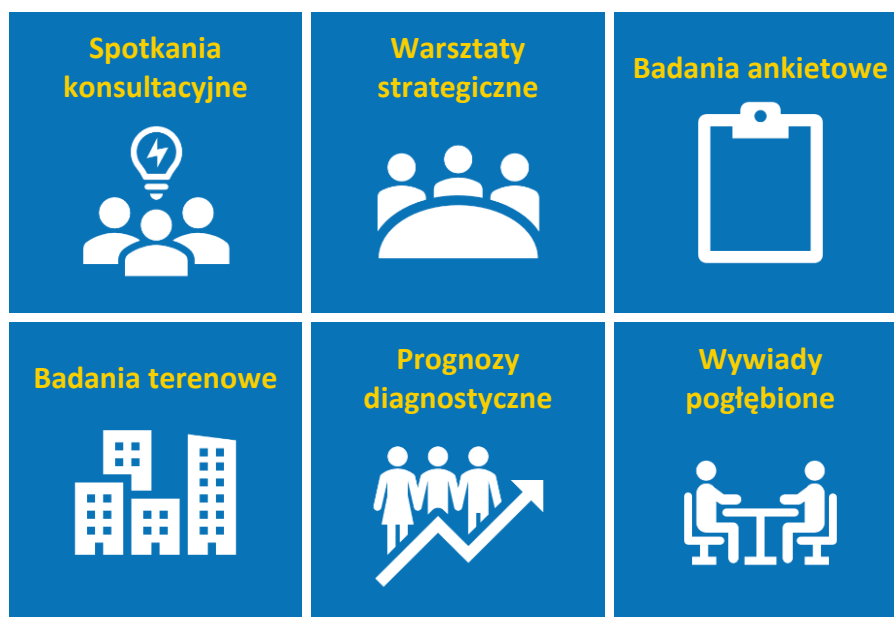 Spotkania
konsultacyjne
Warsztaty
strategiczne
Badania ankietowe
Badania terenowe
Prognozy
diagnostyczne
Wywiady
pogłębione